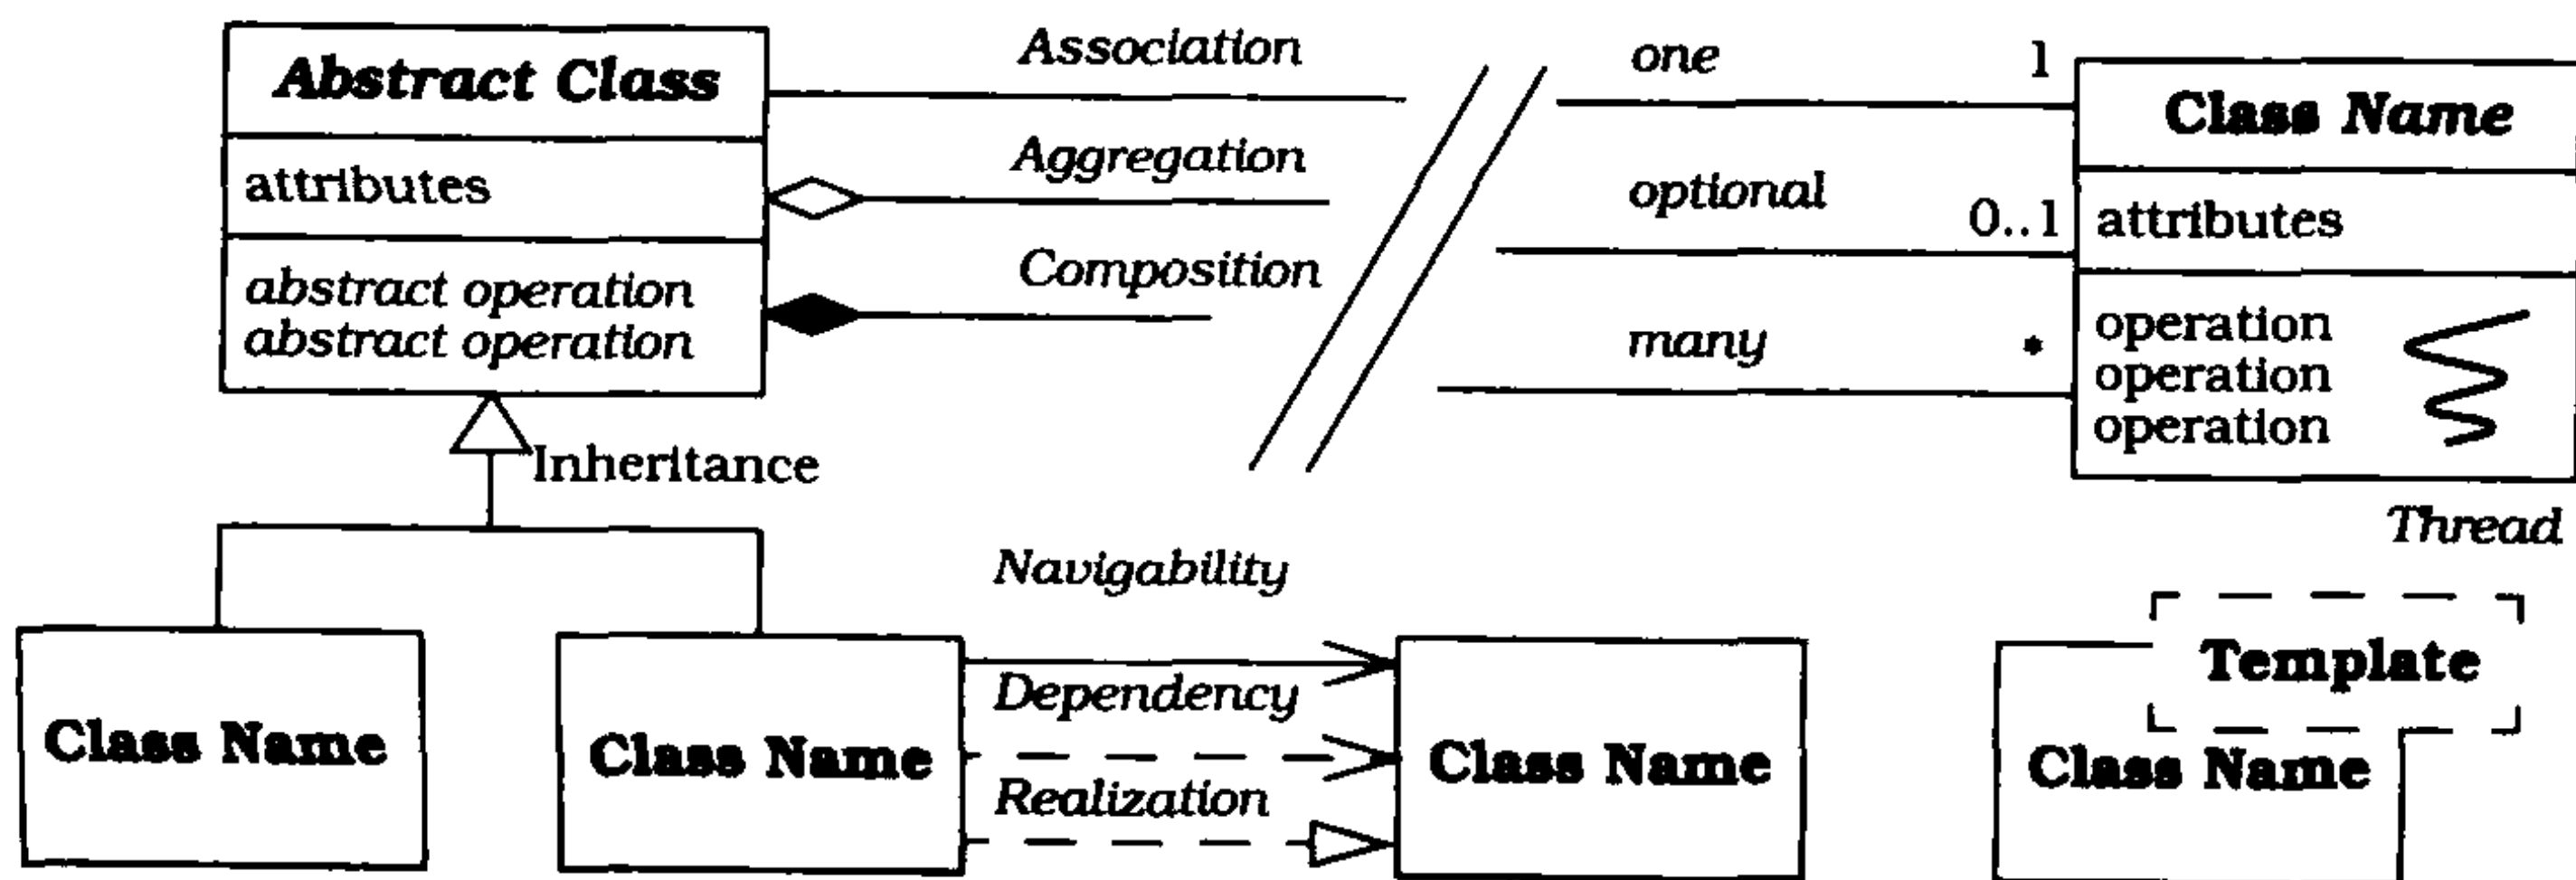 Abstract Class
attributes
abstract operation
abstract operation
Association
Aggregation
Composition
one
1
optional
0..1
many
*
Class Name
attributes
operation
operation
operation
Thread
Inheritance
Class Name
Class Name
Navigability
Dependency
Realization
Class Name
Template
Class Name